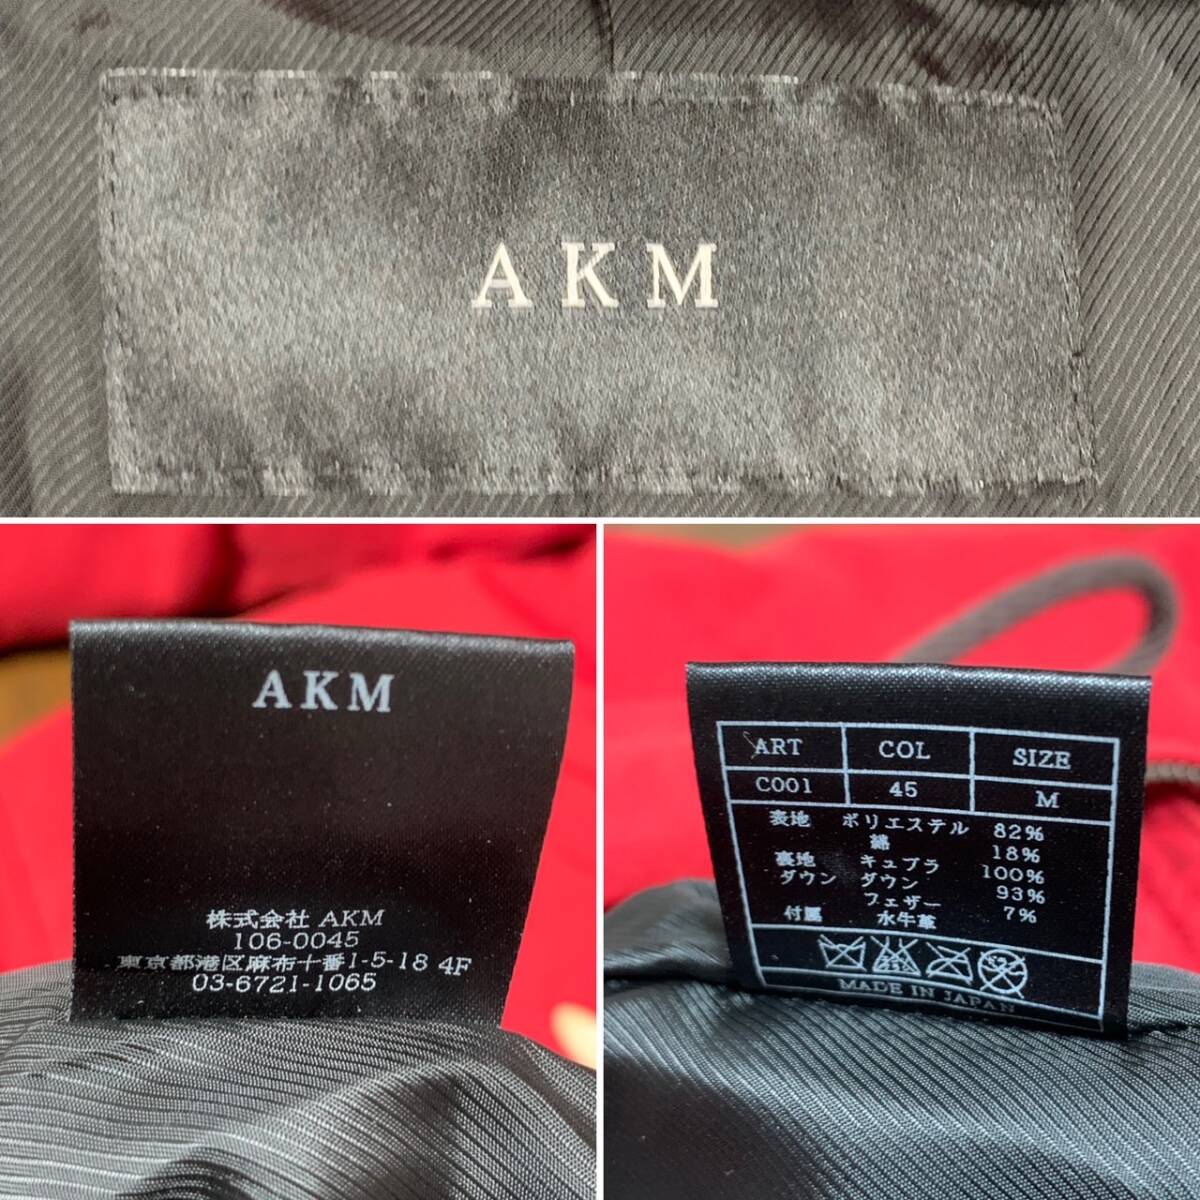 AKM
AKM
株式会社 AKM
106-0045
東京都港区麻布十番1-5-18 4F
03-6721-1065
ART COL SIZE
C001 45 M
表地 ポリエステル 82%
綿 18%
裏地 キュプラ 100%
ダウン ダウン 93%
フェザー 7%
付属 水牛革
MADE IN JAPAN